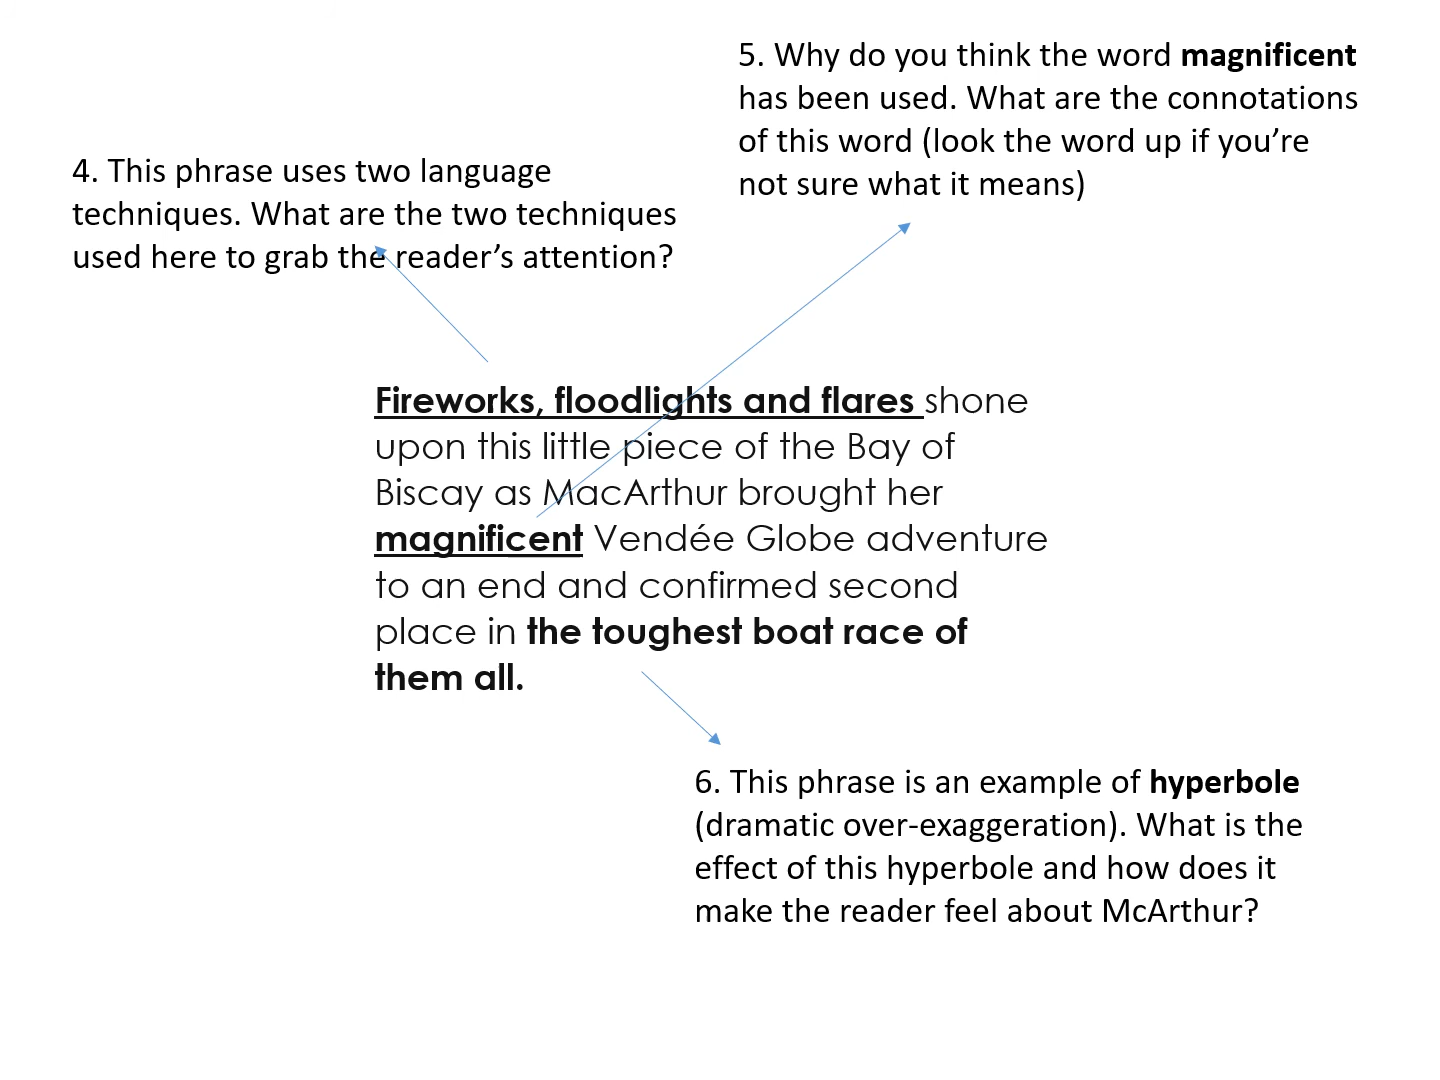 5. Why do you think the word magnificent
has been used. What are the connotations
of this word (look the word up if you’re
not sure what it means)
4. This phrase uses two language
techniques. What are the two techniques
used here to grab the reader’s attention?
Fireworks, floodlights and flares shone
upon this little piece of the Bay of
Biscay as MacArthur brought her
magnificent Vendée Globe adventure
to an end and confirmed second
place in the toughest boat race of
them all.
6. This phrase is an example of hyperbole
(dramatic over-exaggeration). What is the
effect of this hyperbole and how does it
make the reader feel about McArthur?